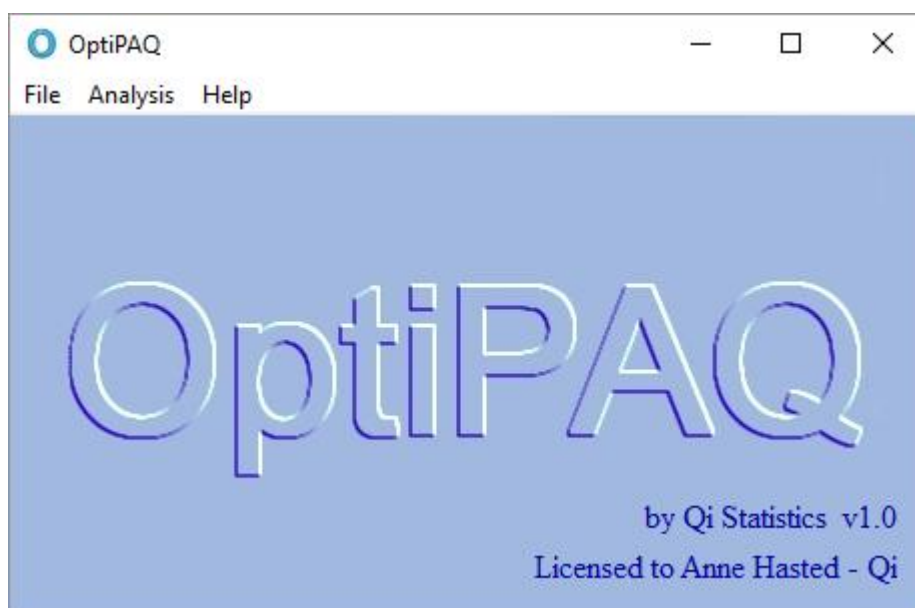 OptiPAQ
File Analysis Help
OptiPAQ
by Qi Statistics v1.0
Licensed to Anne Hasted - Qi